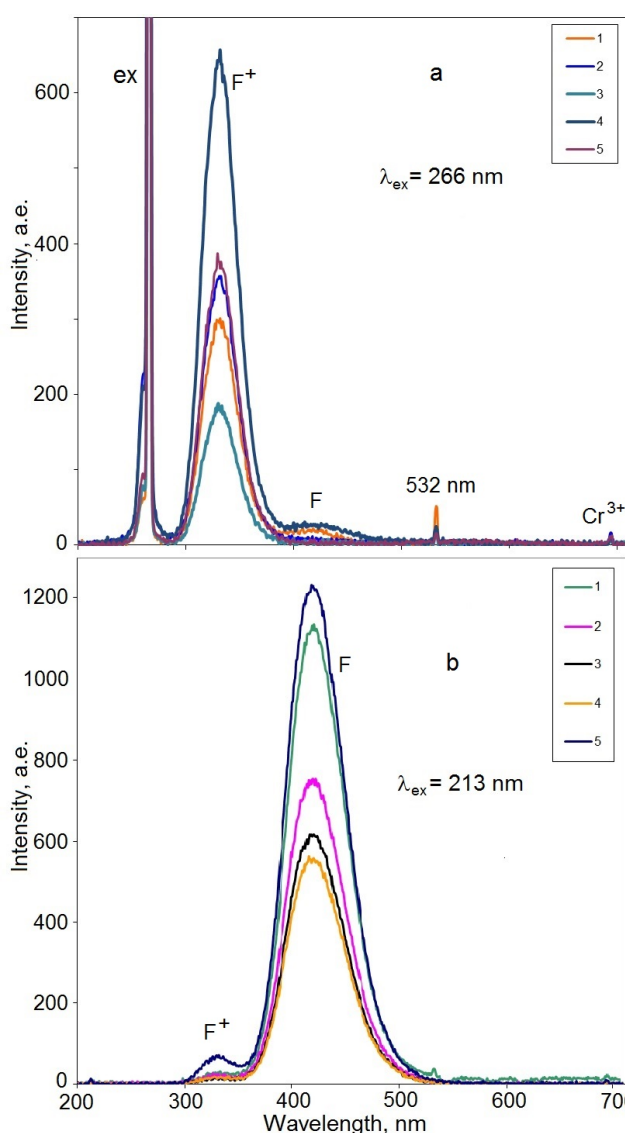 ex
F+
a
1
2
3
4
5
λex = 266 nm
600
400
200
0
Intensity, a.e.
F
532 nm
Cr3+
1200
1000
800
600
400
200
0
Intensity, a.e.
F
b
1
2
3
4
5
λex = 213 nm
F+
200
300
400
500
600
700
Wavelength, nm